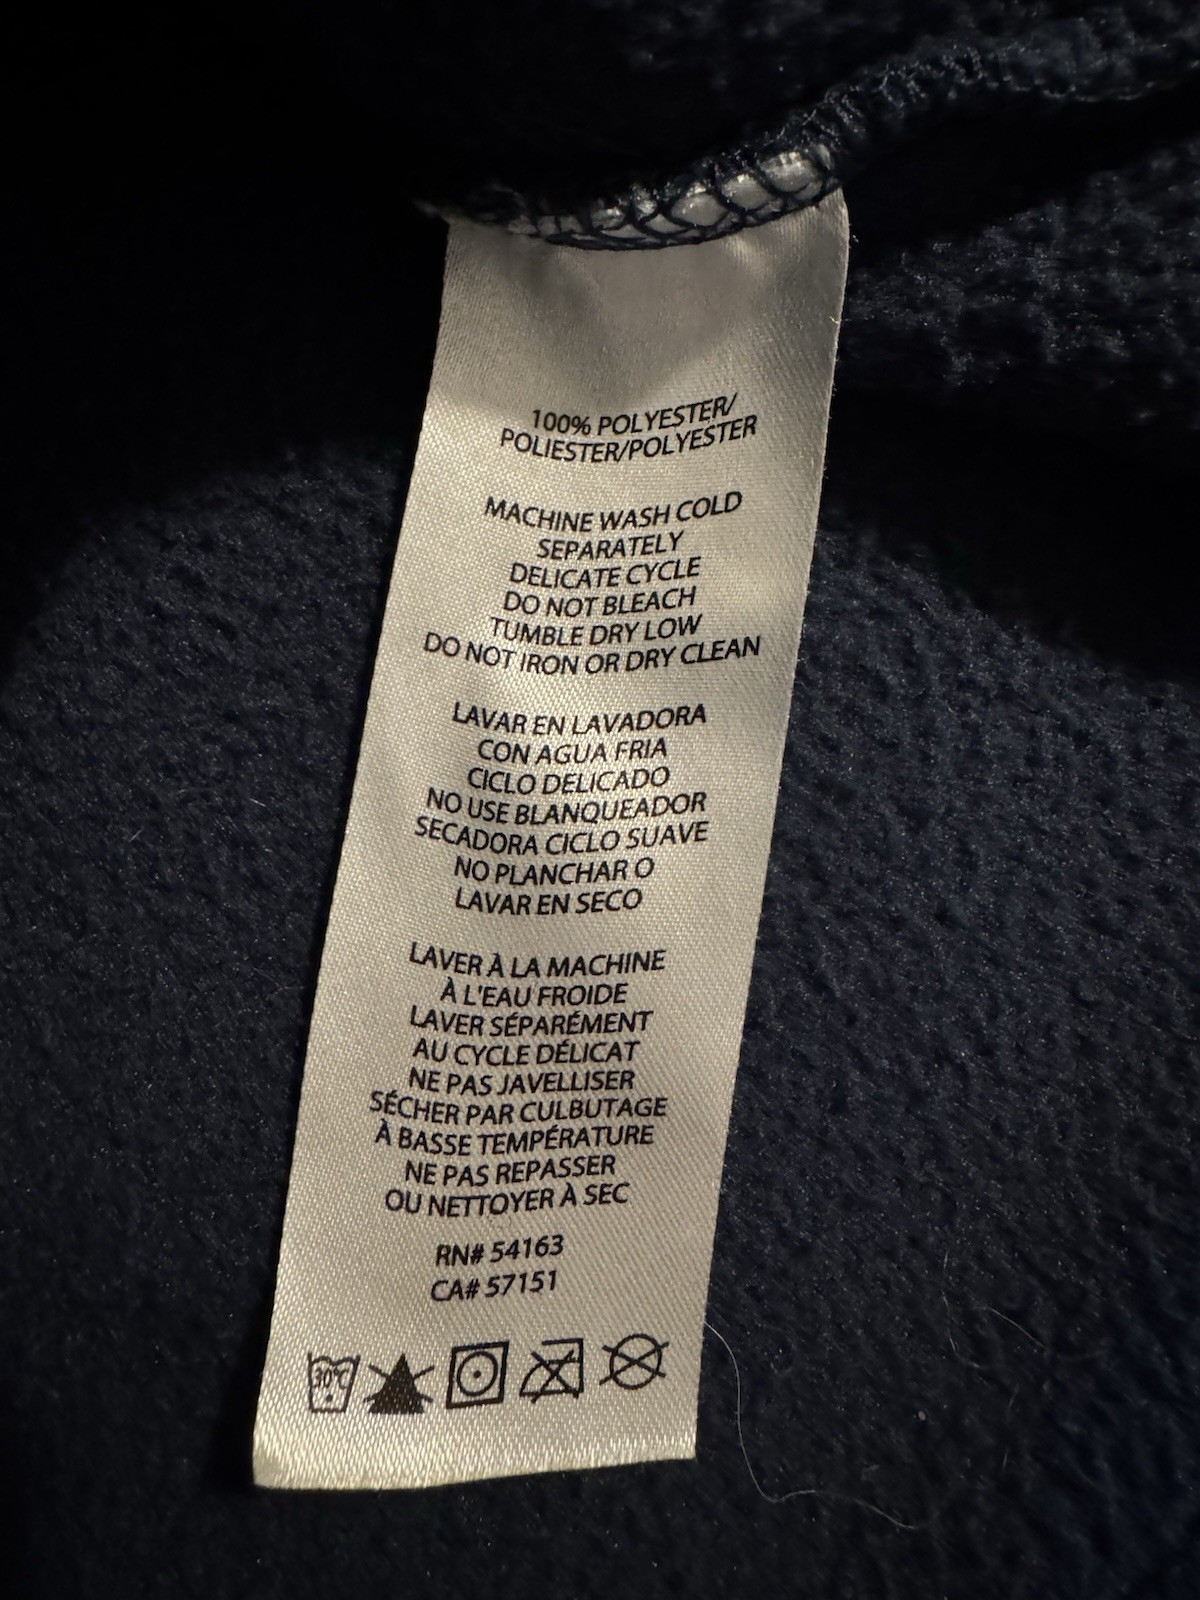 100% POLYESTER/
POLIESTER/POLYESTER
MACHINE WASH COLD
SEPARATELY
DELICATE CYCLE
DO NOT BLEACH
TUMBLE DRY LOW
DO NOT IRON OR DRY CLEAN
LAVAR EN LAVADORA
CON AGUA FRIA
CICLO DELICADO
NO USE BLANQUEADOR
SECADORA CICLO SUAVE
NO PLANCHAR O
LAVAR EN SECO
LAVER À LA MACHINE
À L'EAU FROIDE
LAVER SÉPARÉMENT
AU CYCLE DÉLICAT
NE PAS JAVELLISER
SÉCHER PAR CULBUTAGE
À BASSE TEMPÉRATURE
NE PAS REPASSER
OU NETTOYER À SEC
RN# 54163
CA# 57151
30°C